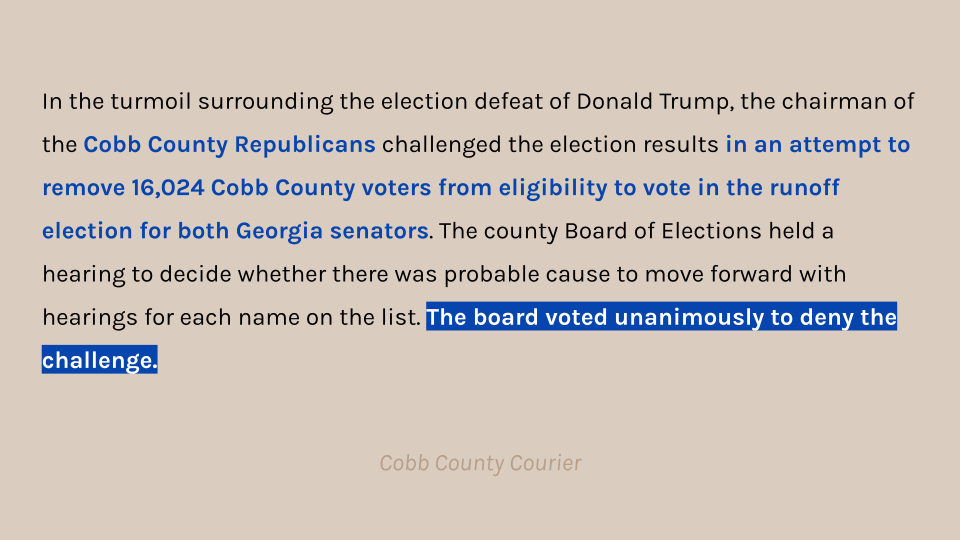 In the turmoil surrounding the election defeat of Donald Trump, the chairman of
the Cobb County Republicans challenged the election results in an attempt to
remove 16,024 Cobb County voters from eligibility to vote in the runoff
election for both Georgia senators. The county Board of Elections held a
hearing to decide whether there was probable cause to move forward with
hearings for each name on the list. The board voted unanimously to deny the
challenge.
Cobb County Courier